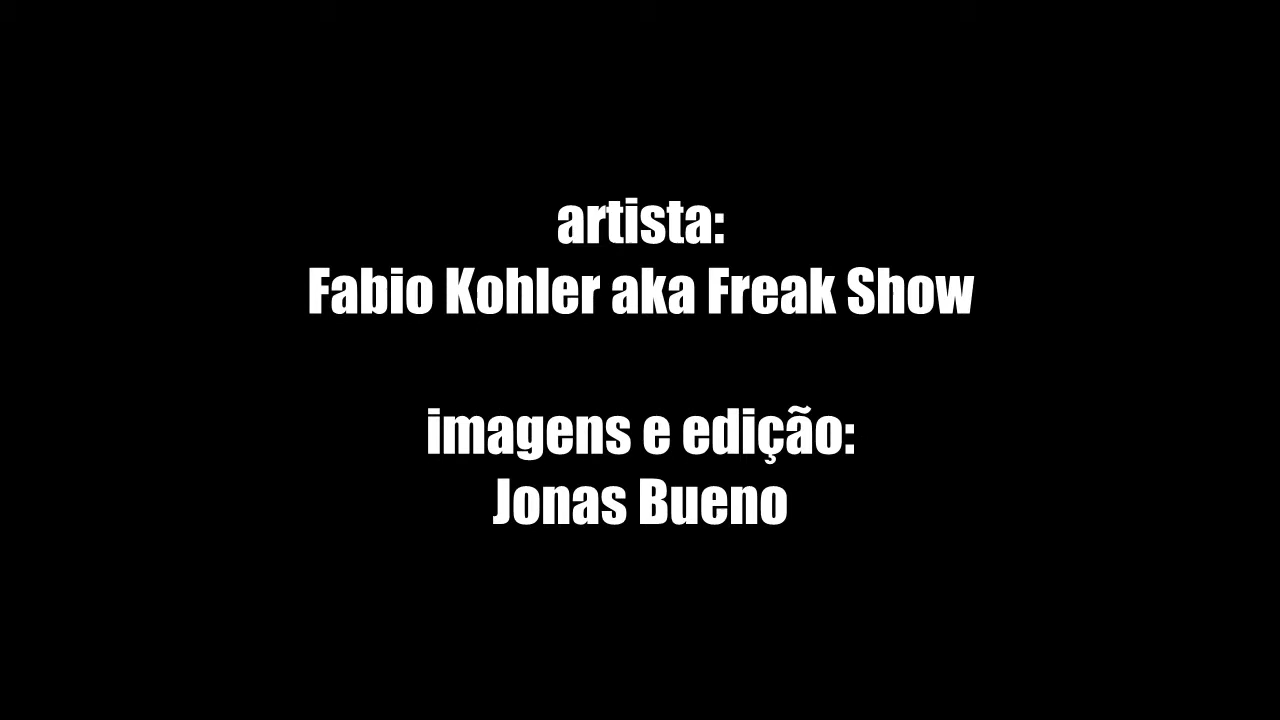 artista:
Fabio Kohler aka Freak Show
imagens e edição:
Jonas Bueno